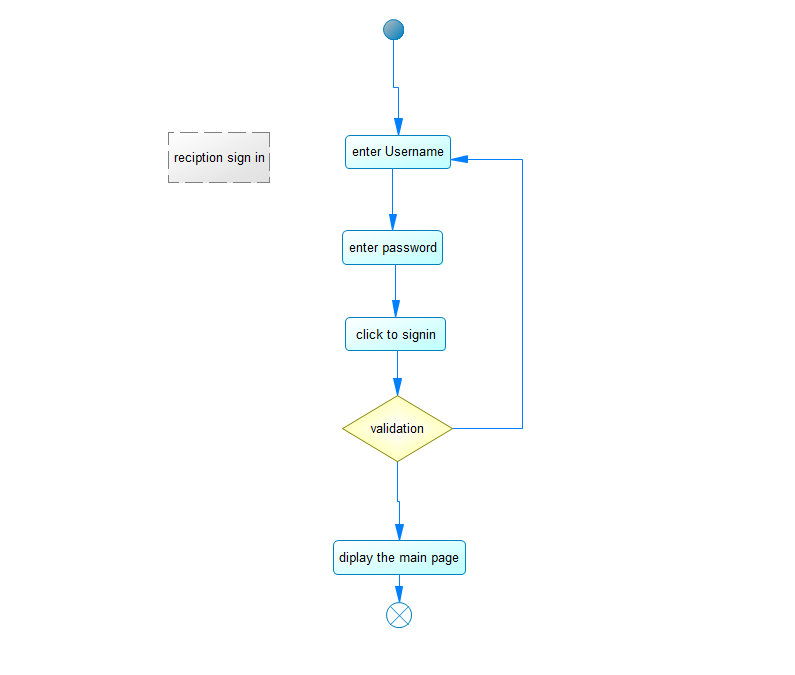 reciption sign in
enter Username
enter password
click to signin
validation
diplay the main page